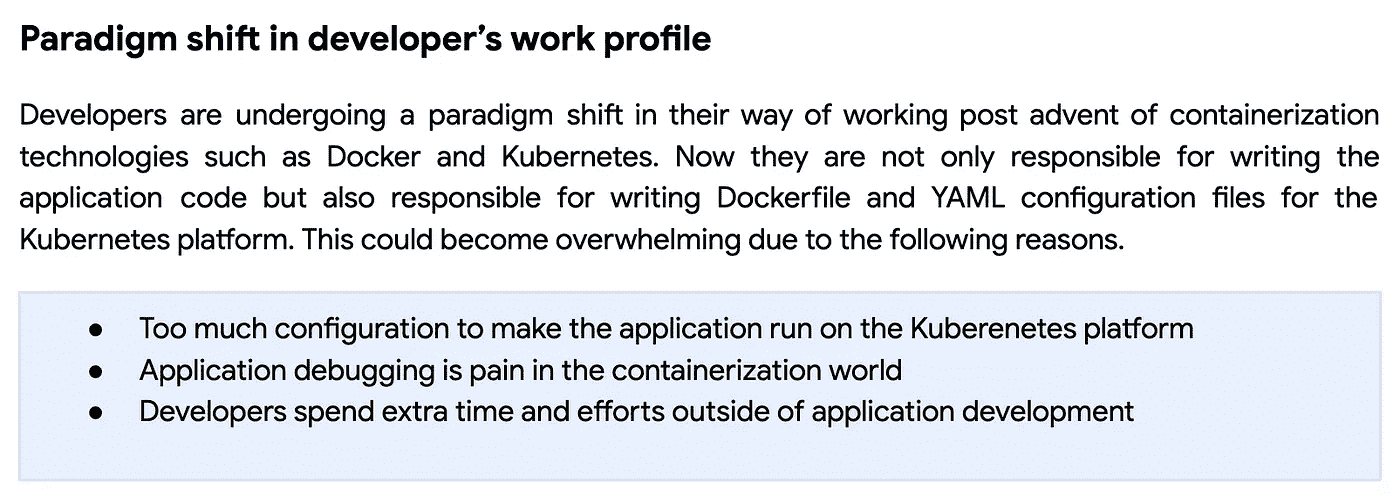 Paradigm shift in developer’s work profile
Developers are undergoing a paradigm shift in their way of working post advent of containerization
technologies such as Docker and Kubernetes. Now they are not only responsible for writing the
application code but also responsible for writing Dockerfile and YAML configuration files for the
Kubernetes platform. This could become overwhelming due to the following reasons.
● Too much configuration to make the application run on the Kuberenetes platform
● Application debugging is pain in the containerization world
● Developers spend extra time and efforts outside of application development